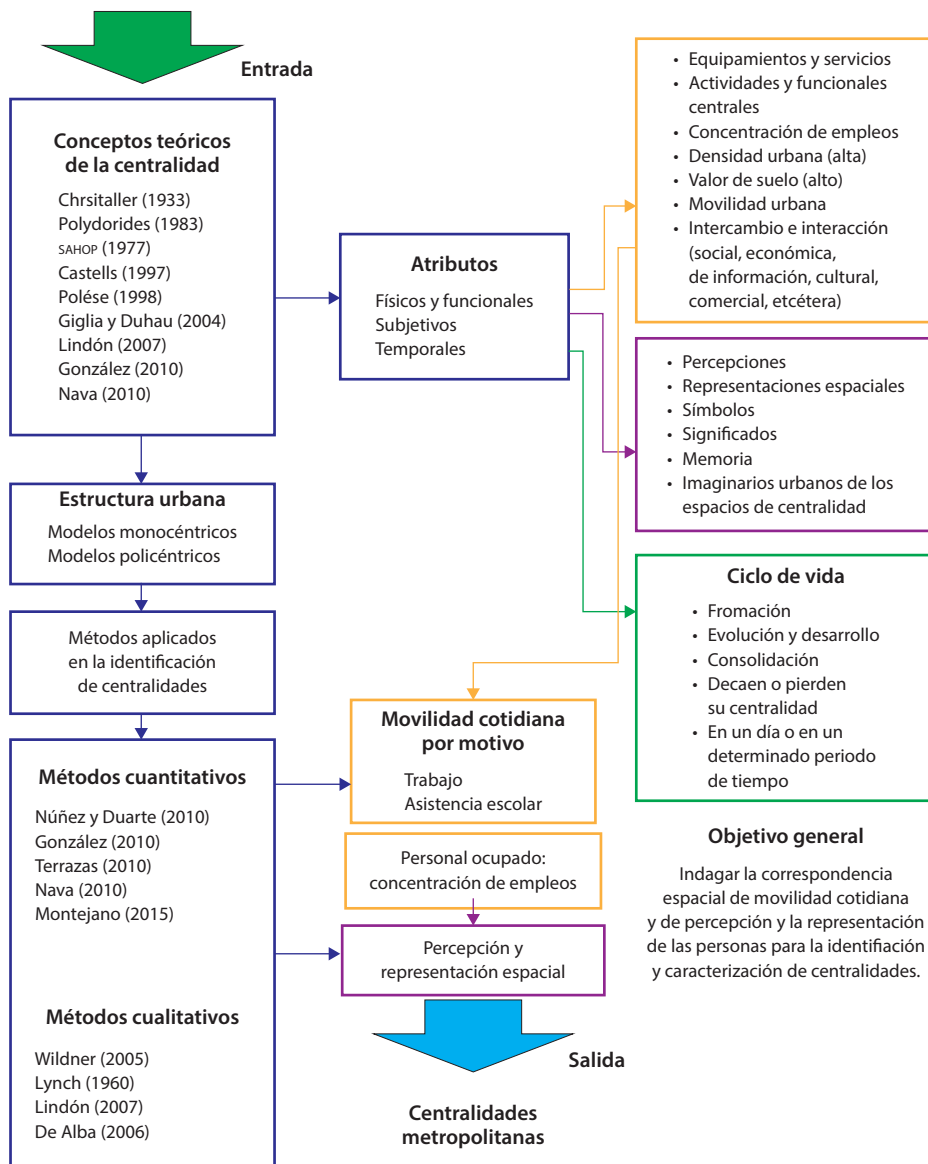 Entrada
Conceptos teóricos
de la centralidad
Chrsitaller (1933)
Polydorides (1983)
SAHOP (1977)
Castells (1997)
Polése (1998)
Giglia y Duhau (2004)
Lindón (2007)
González (2010)
Nava (2010)
Atributos
Físicos y funcionales
Subjetivos
Temporales
• Equipamientos y servicios
• Actividades y funcionales
centrales
• Concentración de empleos
• Densidad urbana (alta)
• Valor de suelo (alto)
• Movilidad urbana
• Intercambio e interacción
(social, económica,
de información, cultural,
comercial, etcétera)
• Percepciones
• Representaciones espaciales
• Símbolos
• Significados
• Memoria
• Imaginarios urbanos de los
espacios de centralidad
Ciclo de vida
• Fromación
• Evolución y desarrollo
• Consolidación
• Decaen o pierden
su centralidad
• En un día o en un
determinado periodo
de tiempo
Estructura urbana
Modelos monocéntricos
Modelos policéntricos
Métodos aplicados
en la identificación
de centralidades
Métodos cuantitativos
Núñez y Duarte (2010)
González (2010)
Terrazas (2010)
Nava (2010)
Montejano (2015)
Métodos cualitativos
Wildner (2005)
Lynch (1960)
Lindón (2007)
De Alba (2006)
Movilidad cotidiana
por motivo
Trabajo
Asistencia escolar
Personal ocupado:
concentración de empleos
Percepción y
representación espacial
Salida
Centralidades
metropolitanas
Objetivo general
Indagar la correspondencia
espacial de movilidad cotidiana
y de percepción y la representación
de las personas para la identifiación
y caracterización de centralidades.